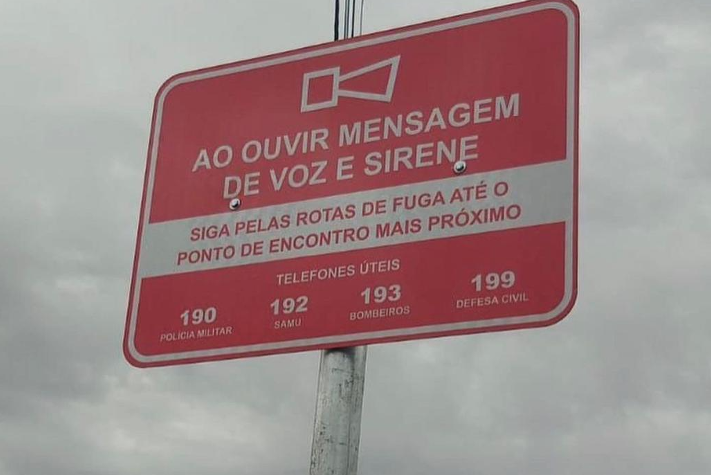 AO OUVIR MENSAGEM
DE VOZ E SIRENE
SIGA PELAS ROTAS DE FUGA ATÉ O
PONTO DE ENCONTRO MAIS PRÓXIMO
TELEFONES ÚTEIS
190 192 193 199
POLÍCIA MILITAR SAMU BOMBEIROS DEFESA CIVIL